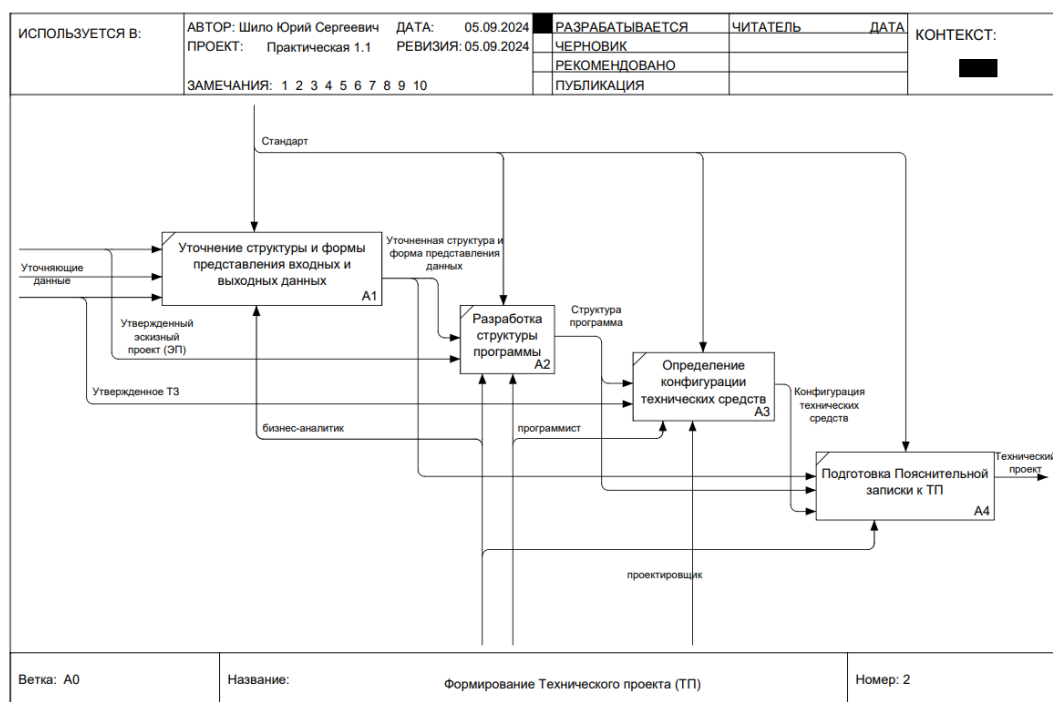 ИСПОЛЬЗУЕТСЯ В:
АВТОР: Шило Юрий Сергеевич ДАТА: 05.09.2024
ПРОЕКТ: Практическая 1.1 РЕВИЗИЯ: 05.09.2024
ЗАМЕЧАНИЯ: 1 2 3 4 5 6 7 8 9 10
РАЗРАБАТЫВАЕТСЯ
ЧЕРНОВИК
РЕКОМЕНДОВАНО
ПУБЛИКАЦИЯ
ЧИТАТЕЛЬ ДАТА
КОНТЕКСТ:
Стандарт
Уточнение структуры и формы
представления входных и
выходных данных
A1
Уточненная структура и
форма представления
данных
Уточняющие
данные
Утвержденный
эскизный
проект (ЭП)
Разработка
структуры
программы
A2
Структура
программа
Определение
конфигурации
технических средств
A3
Утвержденное ТЗ
Конфигурация
технических
средств
бизнес-аналитик
программист
Подготовка Пояснительной
записки к ТП
A4
Технический
проект
проектировщик
Ветка: A0
Название:
Формирование Технического проекта (ТП)
Номер: 2